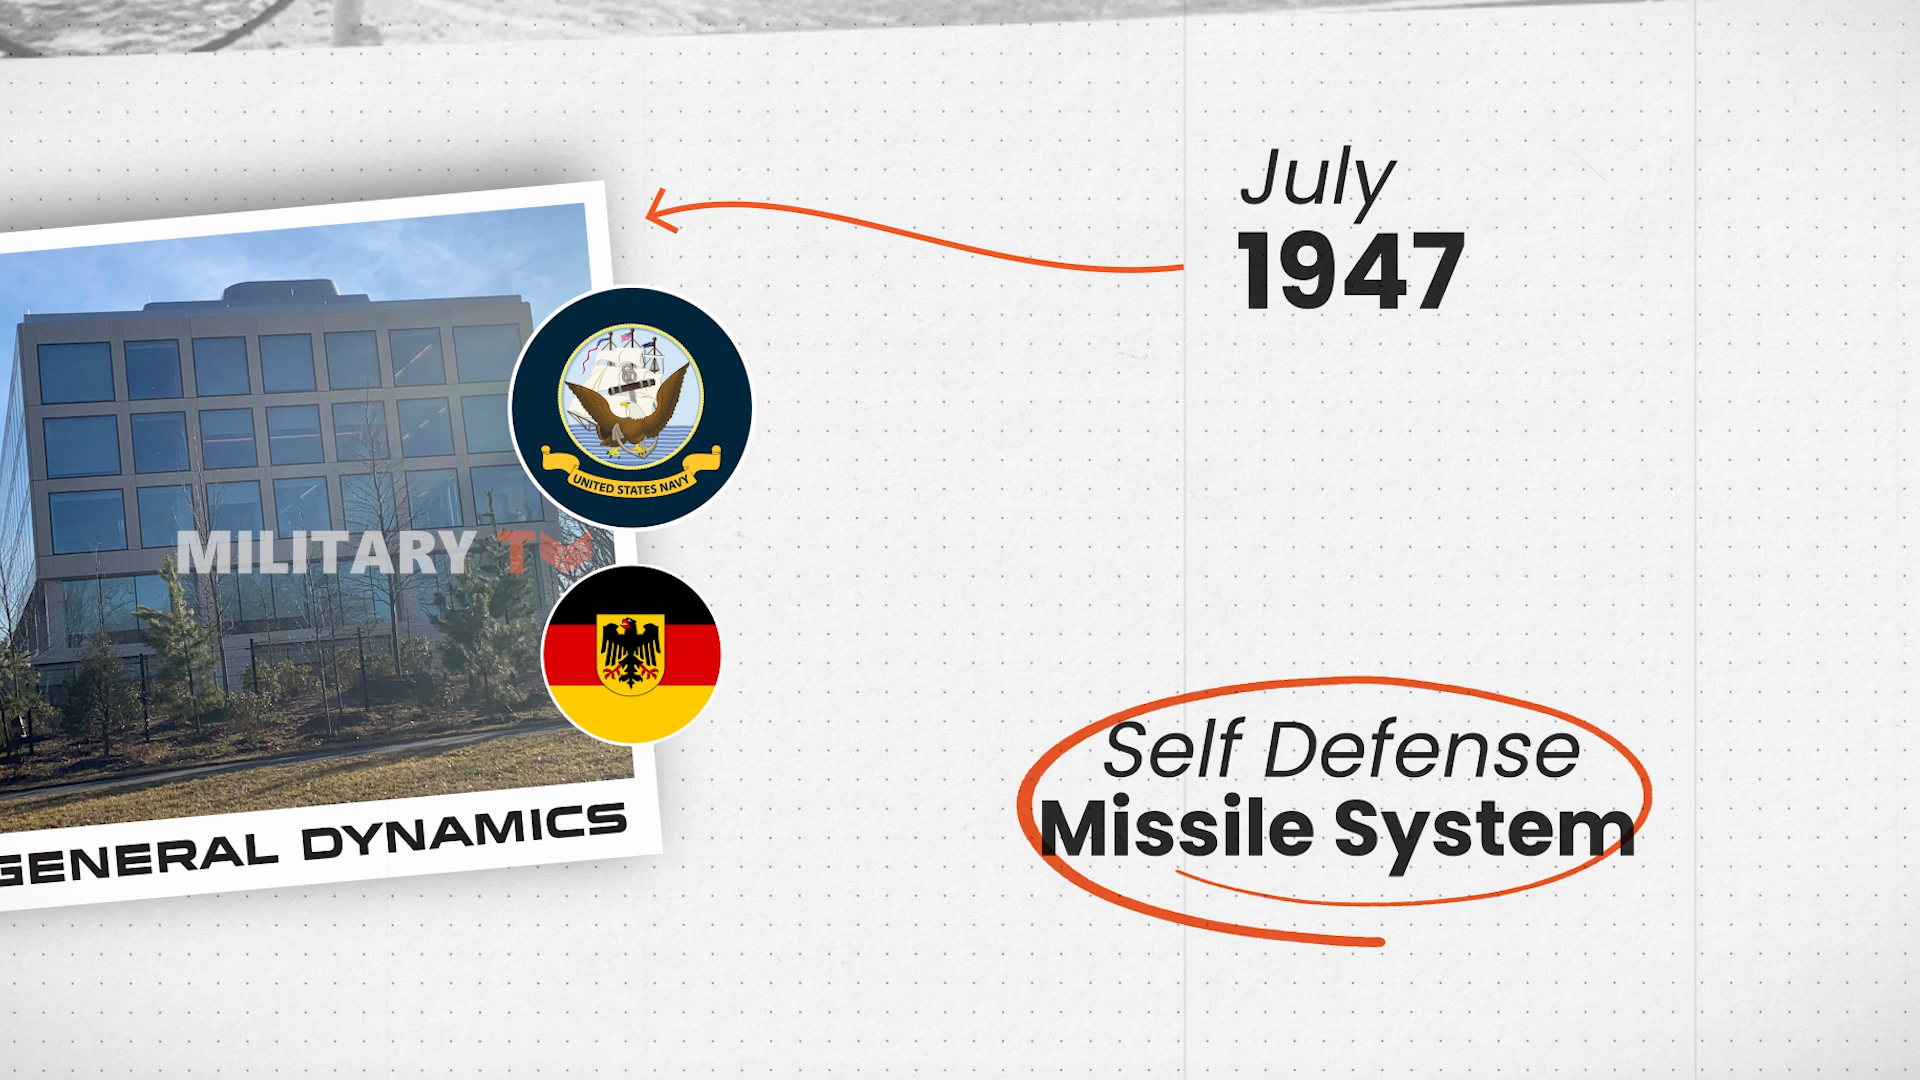 July
1947
UNITED STATES NAVY
MILITARY TV
Self Defense
Missile System
GENERAL DYNAMICS